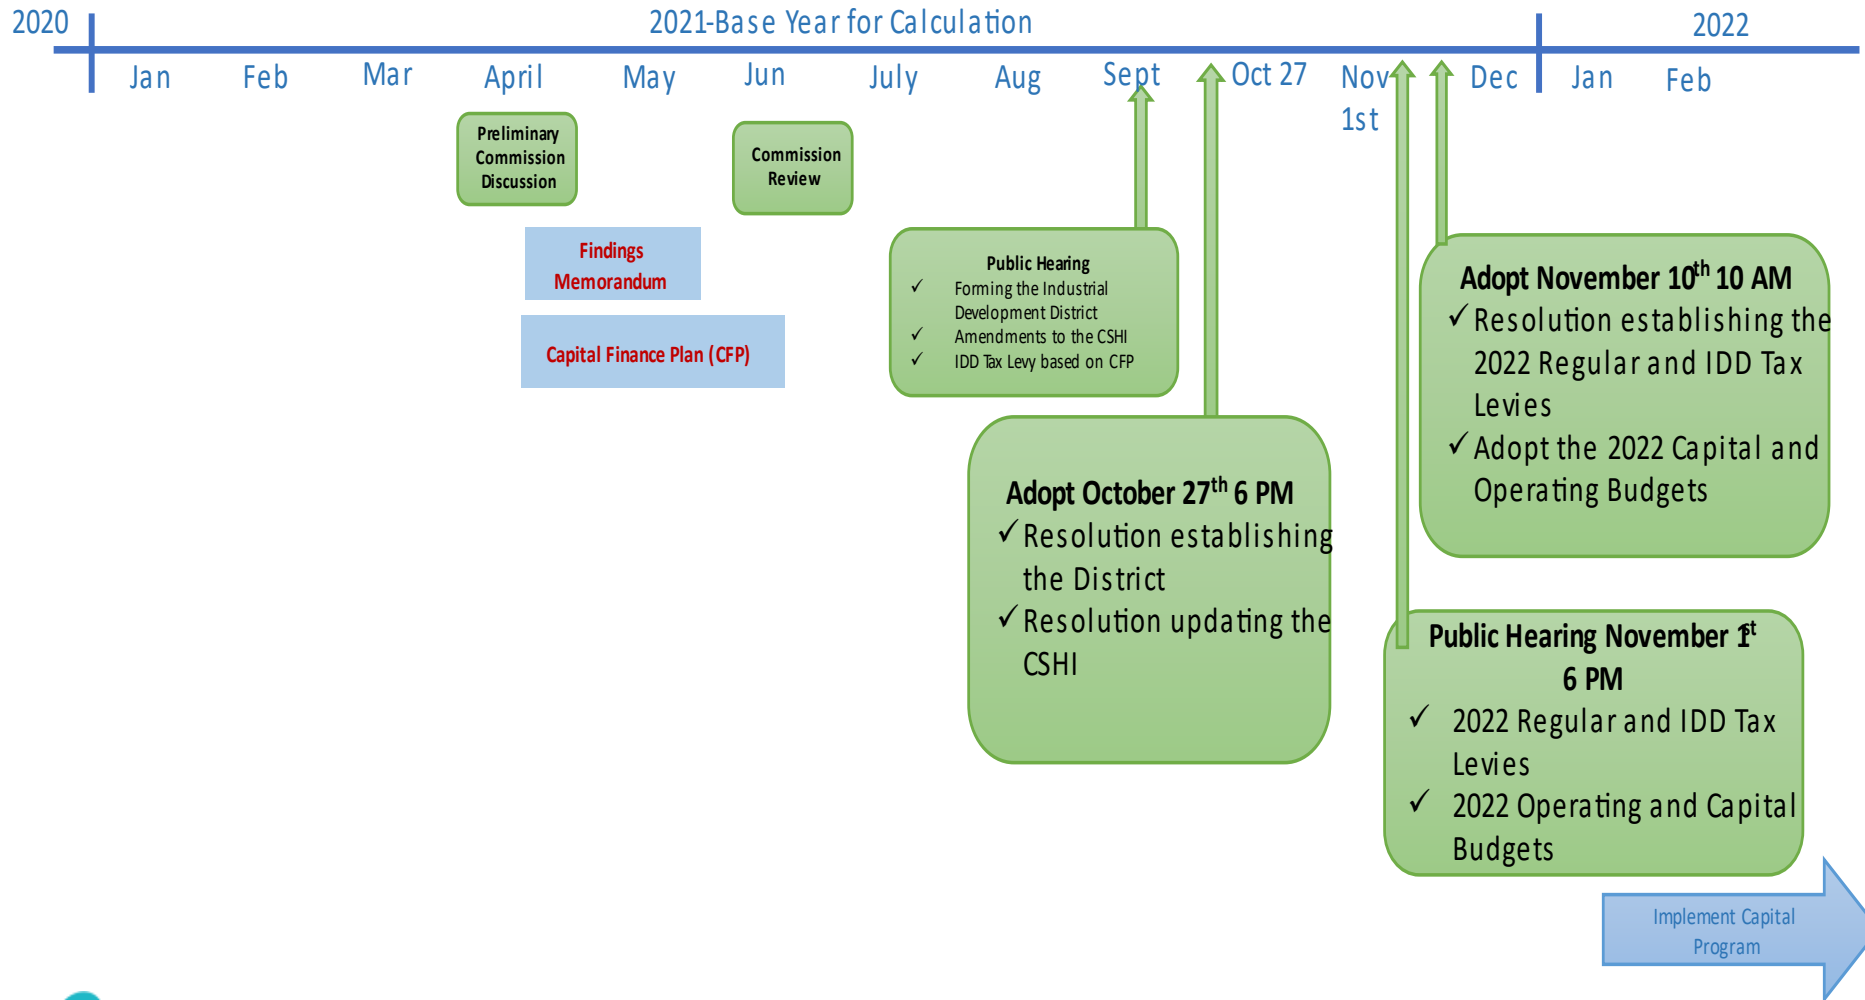 2020
2021-Base Year for Calculation
2022
Jan
Feb
Mar
April
May
Jun
July
Aug
Sept
Oct 27
Nov
1st
Dec
Jan
Feb
Preliminary
Commission
Discussion
Commission
Review
Findings
Memorandum
Capital Finance Plan (CFP)
Public Hearing
✓ Forming the Industrial
Development District
✓ Amendments to the CSHI
✓ IDD Tax Levy based on CFP
Adopt October 27th 6 PM
✓ Resolution establishing
the District
✓ Resolution updating the
CSHI
Adopt November 10th 10 AM
✓ Resolution establishing the
2022 Regular and IDD Tax
Levies
✓ Adopt the 2022 Capital and
Operating Budgets
Public Hearing November 1st
6 PM
✓ 2022 Regular and IDD Tax
Levies
✓ 2022 Operating and Capital
Budgets
Implement Capital
Program